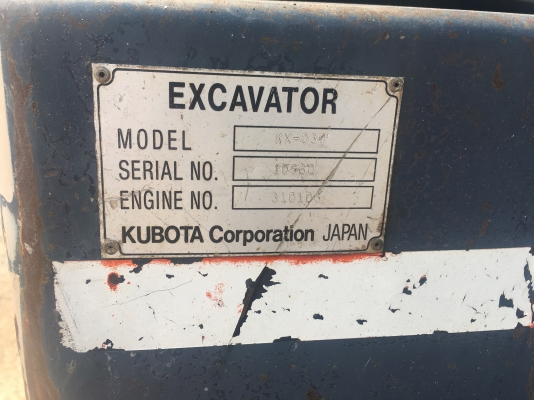 EXCAVATOR
MODEL
SERIAL NO.
ENGINE NO.
KUBOTA Corporation JAPAN